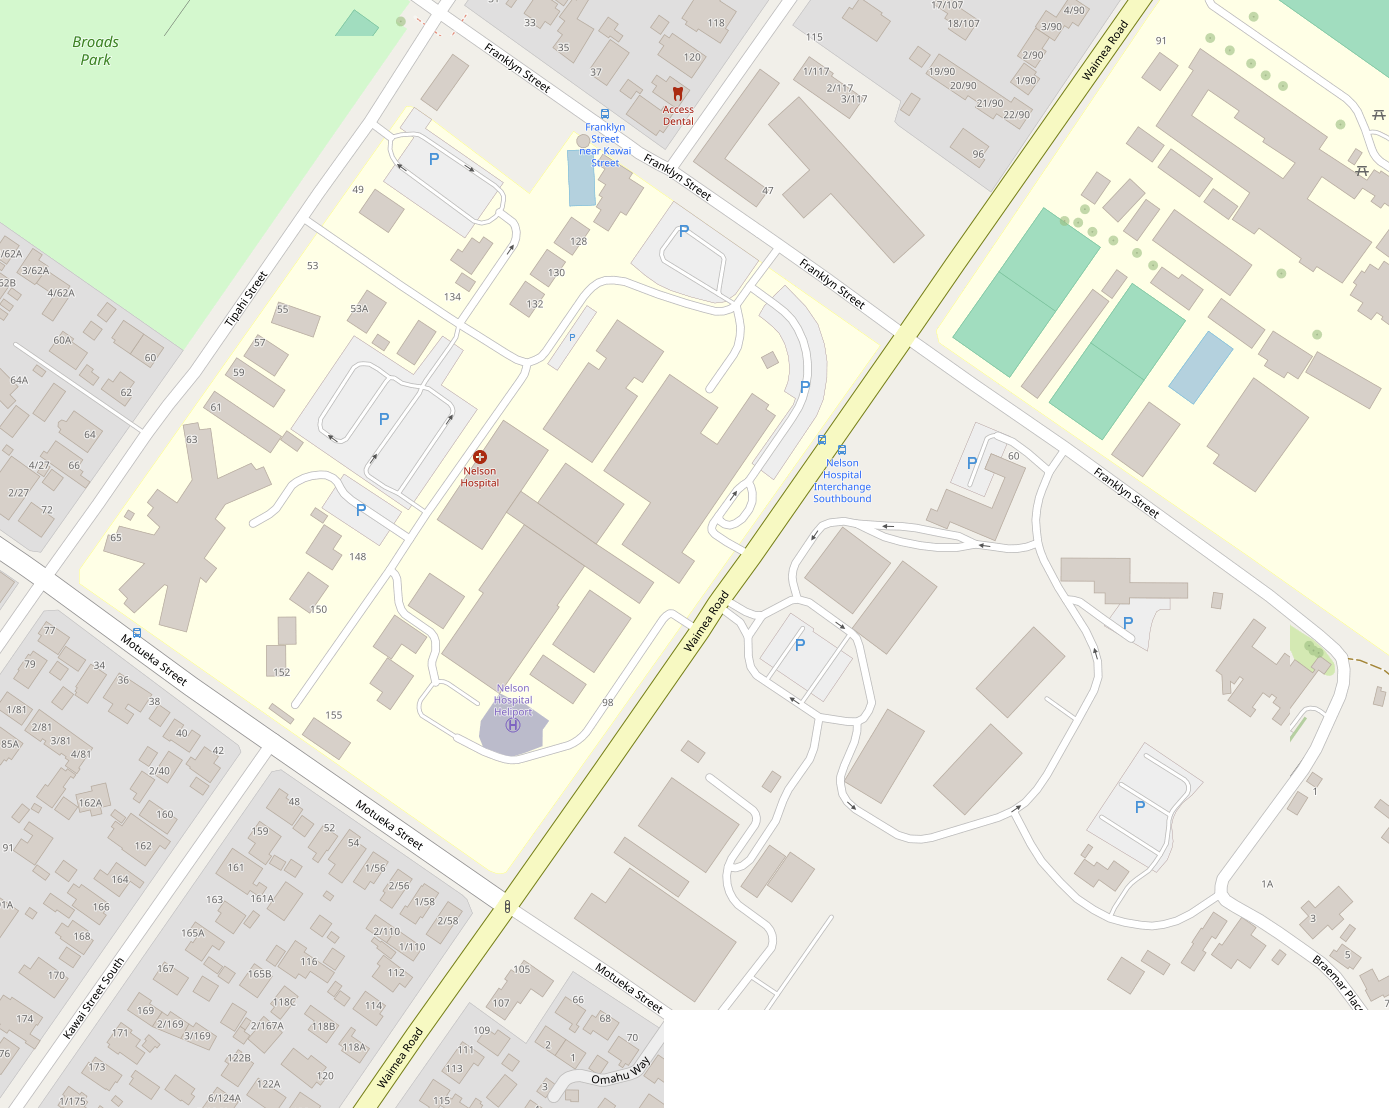 Broads
Park
33
35
37
118
120
Franklyn Street
Access
Dental
Franklyn
Street
near Kawai
Street
Franklyn Street
115
17/107
18/107
4/90
3/90
2/90
1/90
19/90
20/90
21/90
22/90
1/117
2/117
3/117
96
Waimea Road
91
47
P
49
53
P
128
130
132
134
Franklyn Street
3/62A
4/62A
60A
60
64A
62
64
66
4/27
2/27
72
Tipahi Street
55
53A
57
59
61
63
65
P
P
P
P
Nelson
Hospital
Nelson
Hospital
Interchange
Southbound
P
60
Franklyn Street
148
150
152
155
Motueka Street
Waimea Road
P
P
Nelson
Hospital
Heliport
H
98
77
79
34
36
38
1/81
2/81
3/81
4/81
85A
40
42
2/40
162A
160
162
91
164
166
168
170
174
Motueka Street
48
52
54
159
161
161A
163
165A
165B
167
116
118C
118B
118A
169
2/169
3/169
2/167A
171
122B
122A
173
1/175
6/124A
120
1/56
2/56
1/58
2/58
2/110
1/110
112
114
Kawai Street South
Waimea Road
105
107
109
111
113
115
Motueka Street
66
68
70
2
1
3
Omahu Way
P
1
1A
3
5
Braemar Place